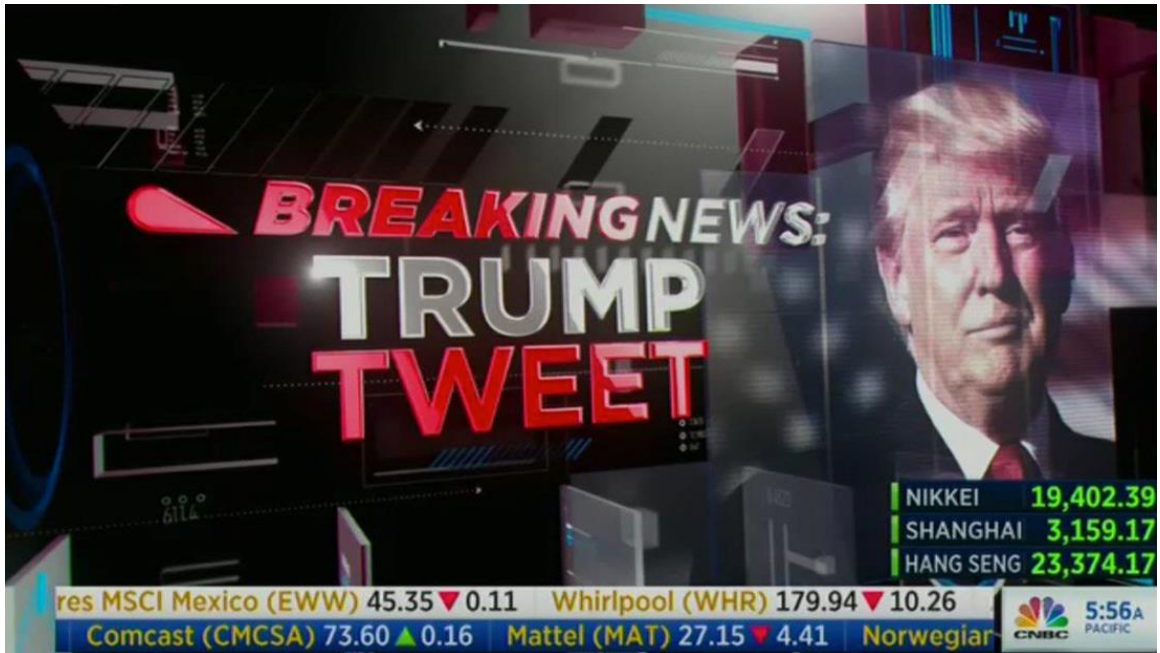 BREAKING NEWS:
TRUMP
TWEET
6114
NIKKEI 19,402.39
SHANGHAI 3,159.17
HANG SENG 23,374.17
res MSCI Mexico (EWW) 45.35▼0.11 Whirlpool (WHR) 179.94▼10.26
Comcast (CMCSA) 73.60▲0.16 Mattel (MAT) 27.15▼4.41 Norwegian
CNBC
5:56A
PACIFIC